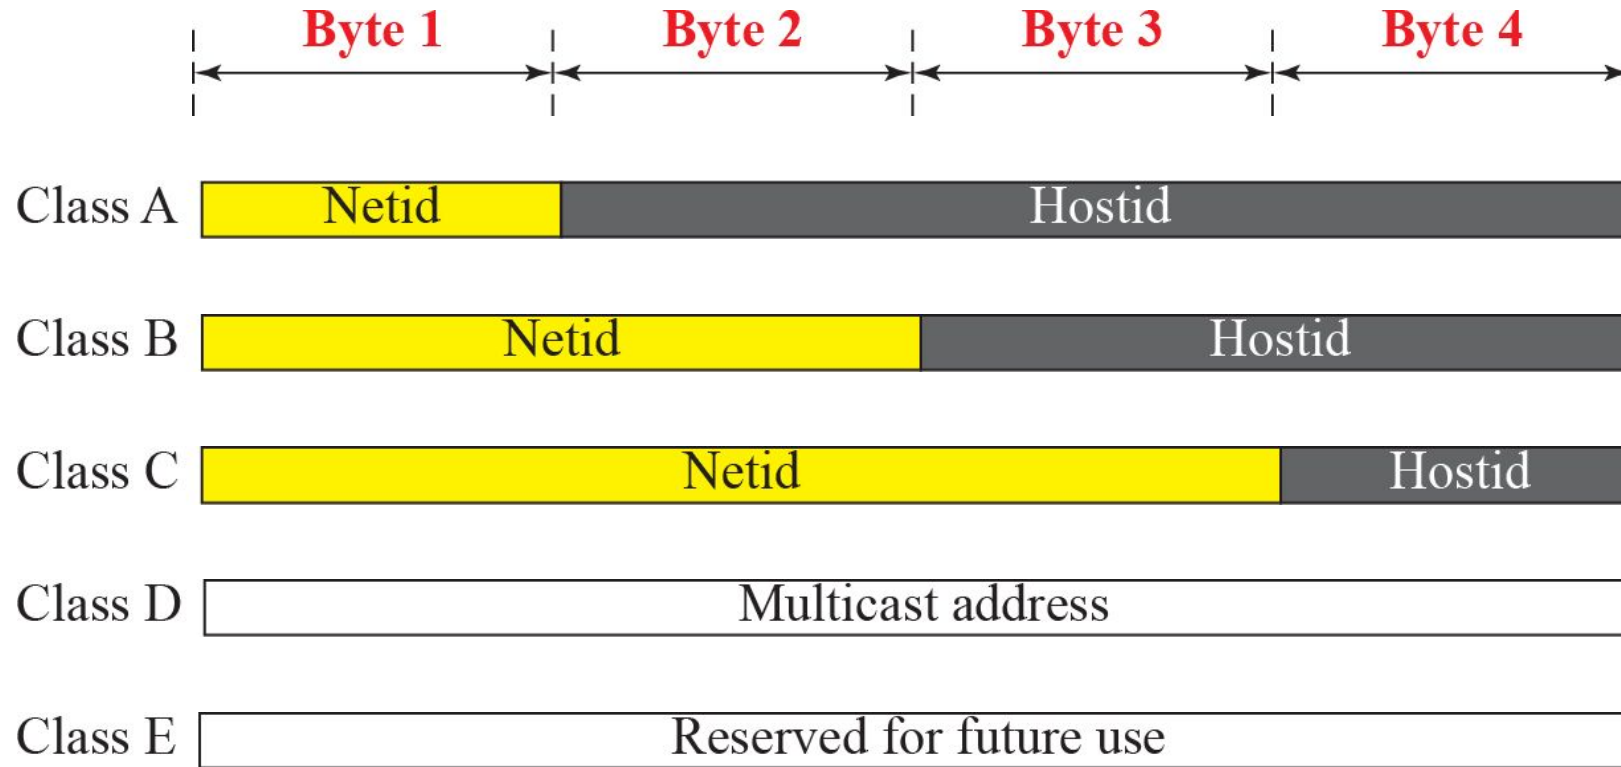 Byte 1 Byte 2 Byte 3 Byte 4
Class A Netid Hostid
Class B Netid Hostid
Class C Netid Hostid
Class D Multicast address
Class E Reserved for future use